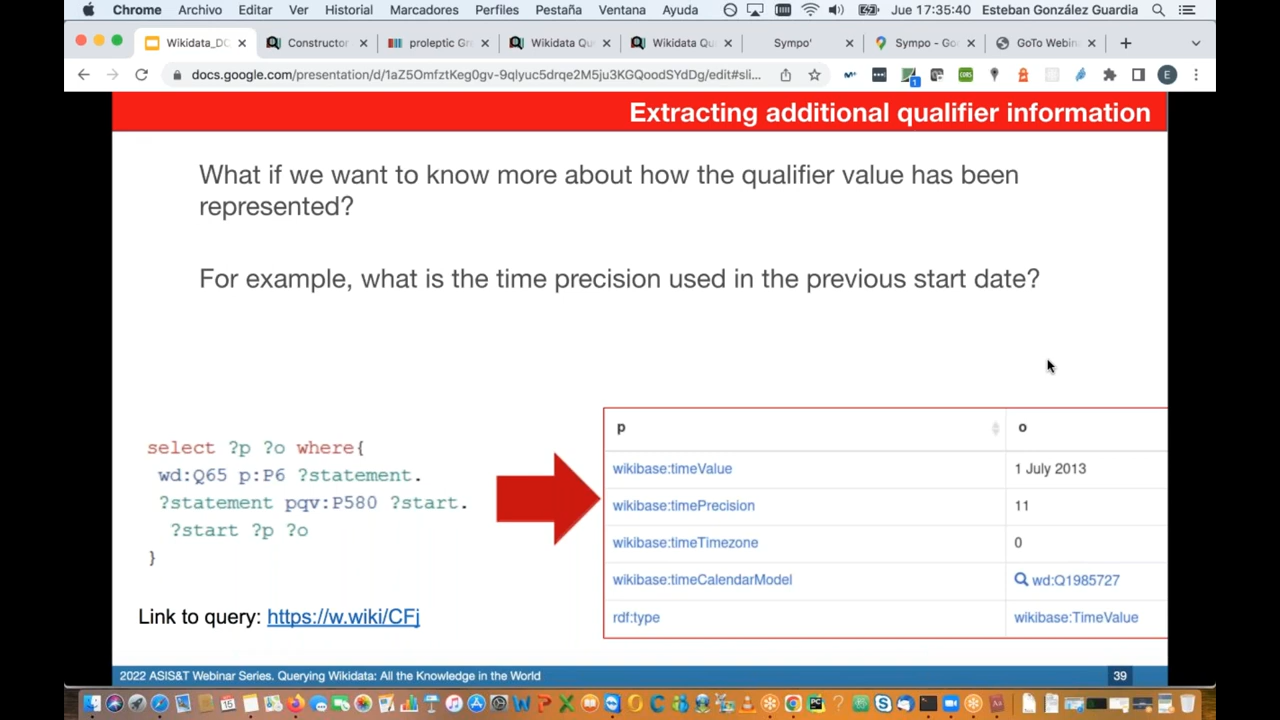 Chrome Archivo Editar Ver Historial Marcadores Perfiles Pestaña Ventana Ayuda Jue 17:35:40 Esteban González Guardia
Wikidata_DC Constructor proleptic Gr Wikidata Qu Wikidata Qu Sympo' Sympo - Go GoTo Webin
docs.google.com/presentation/d/1aZ5OmfztKeg0gv-9qlyuc5drqe2M5ju3KGQoodSYdDg/edit#sli...
Extracting additional qualifier information
What if we want to know more about how the qualifier value has been
represented?
For example, what is the time precision used in the previous start date?
select ?p ?o where{
wd:Q65 p:P6 ?statement.
?statement pqv:P580 ?start.
?start ?p ?o
}
Link to query: https://w.wiki/CFj
p o
wikibase:timeValue 1 July 2013
wikibase:timePrecision 11
wikibase:timeTimezone 0
wikibase:timeCalendarModel wd:Q1985727
rdf:type wikibase:TimeValue
2022 ASIS&T Webinar Series. Querying Wikidata: All the Knowledge in the World 39